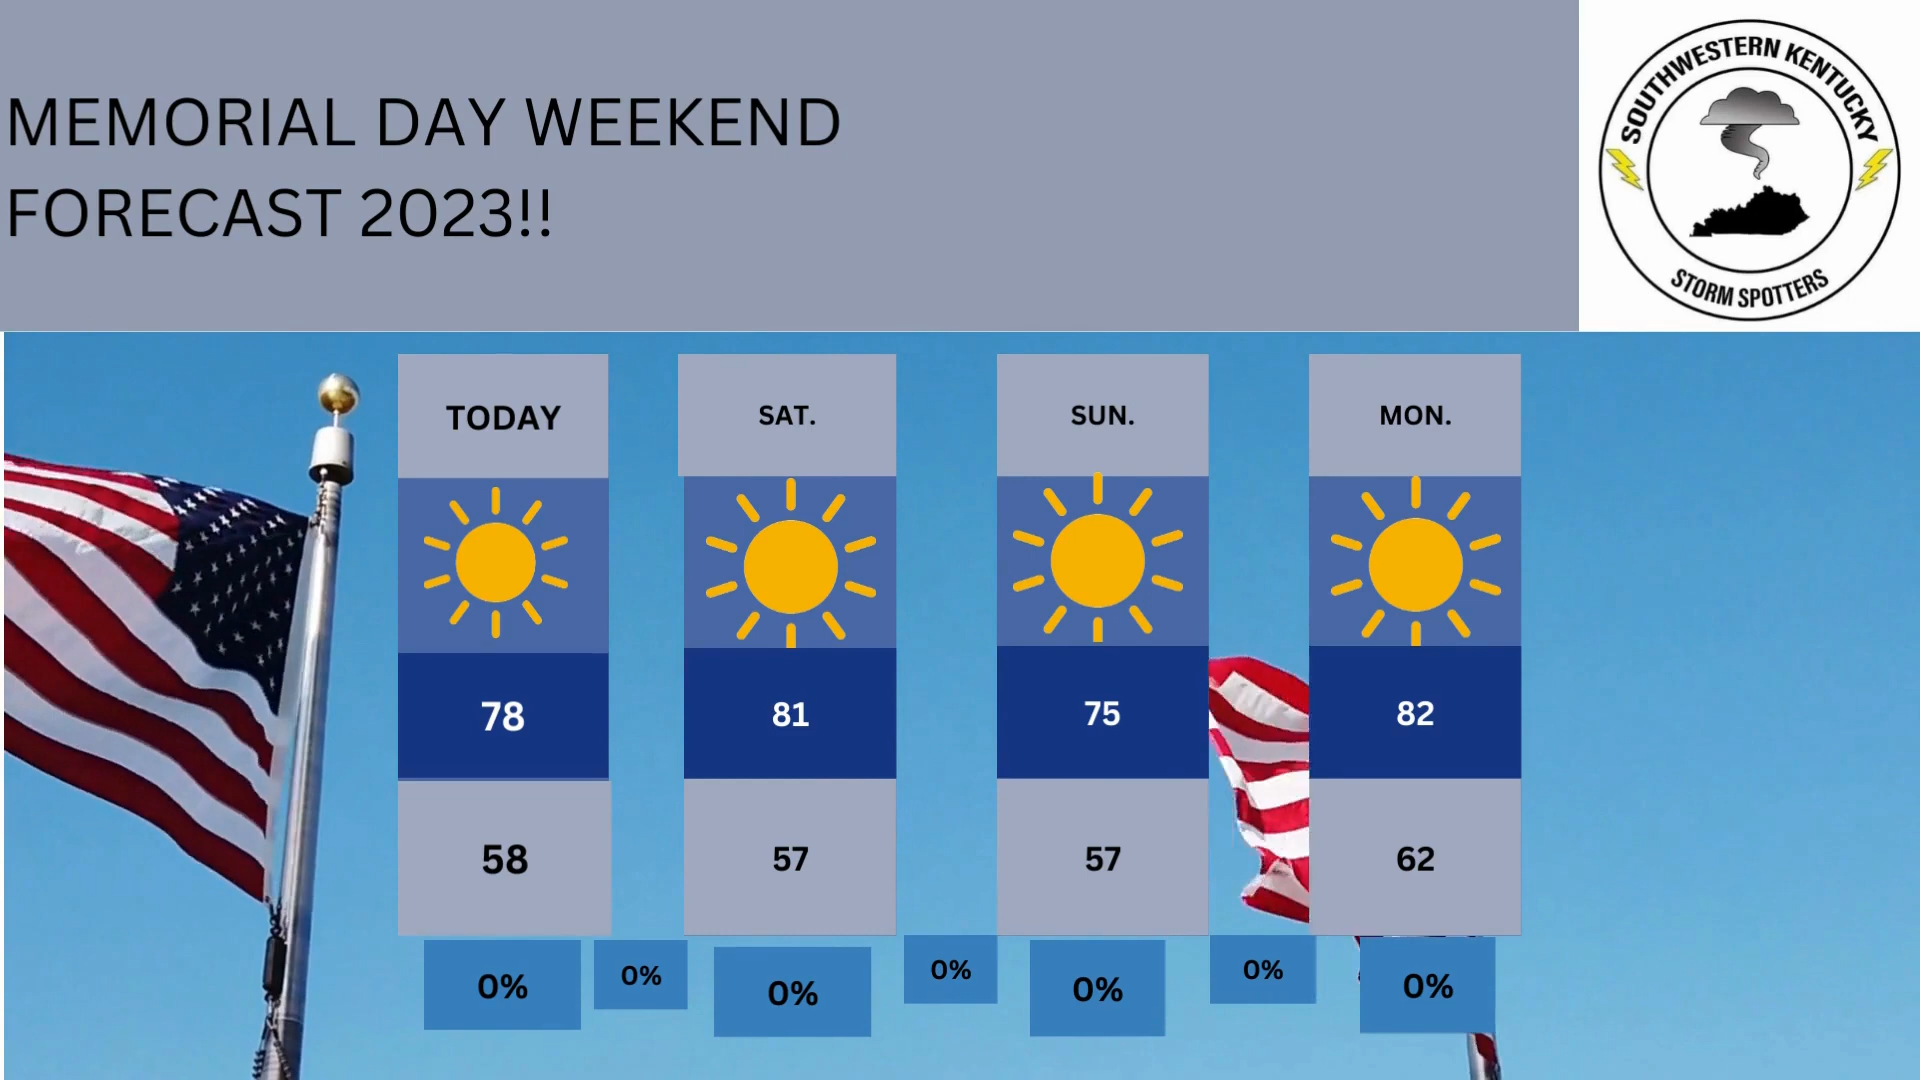 MEMORIAL DAY WEEKEND
FORECAST 2023!!
SOUTHWESTERN KENTUCKY
STORM SPOTTERS
TODAY SAT. SUN. MON.
78 81 75 82
58 57 57 62
0% 0% 0% 0% 0% 0% 0%